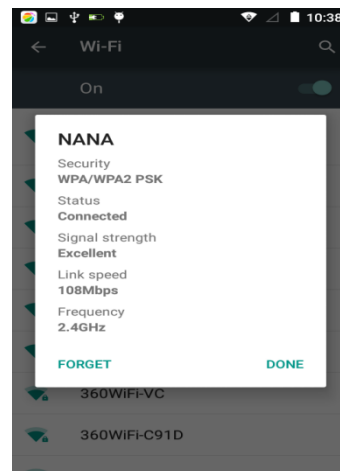 10:38
Wi-Fi
On
NANA
Security
WPA/WPA2 PSK
Status
Connected
Signal strength
Excellent
Link speed
108Mbps
Frequency
2.4GHz
FORGET DONE
360WiFi-VC
360WiFi-C91D